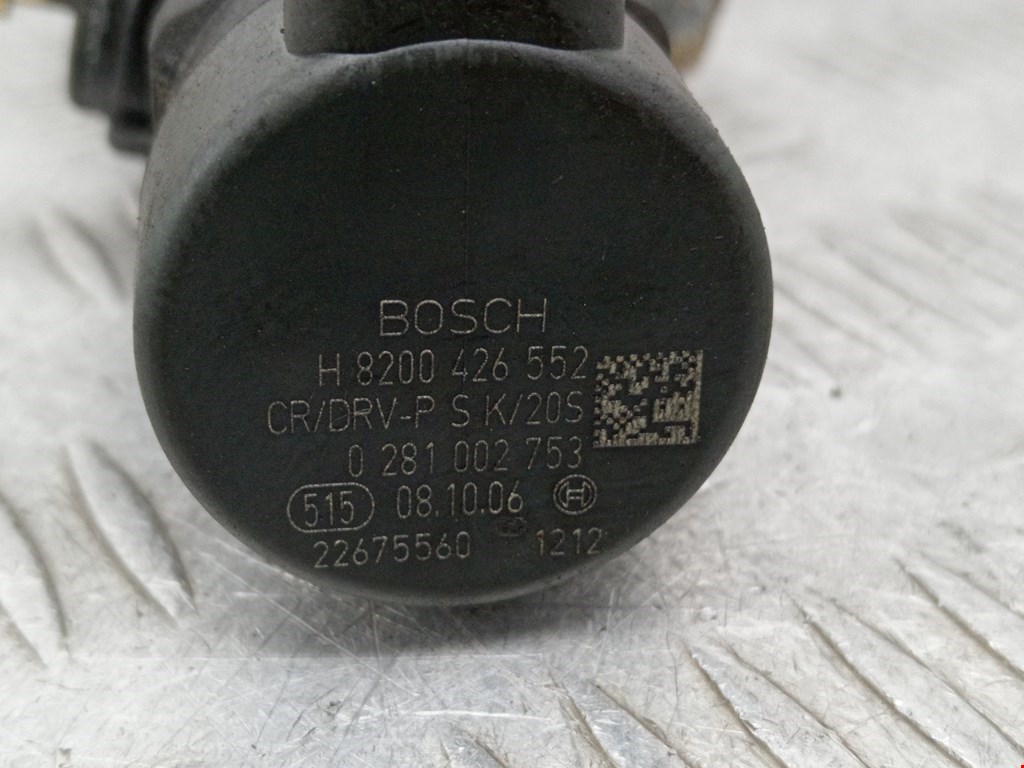 BOSCH
H 8200 426 552
CR/DRV-P S K/20S
0 281 002 753
515 08.10.06
22675560 1212